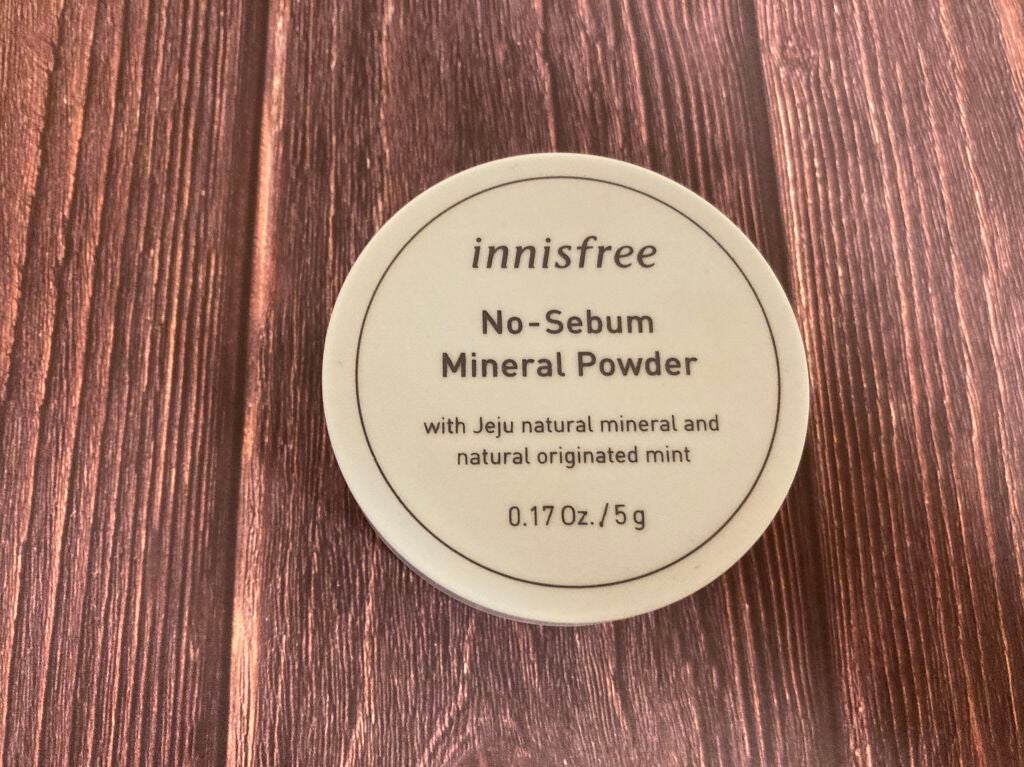 innisfree
No-Sebum
Mineral Powder
with Jeju natural mineral and
natural originated mint
0.17 Oz./5 g